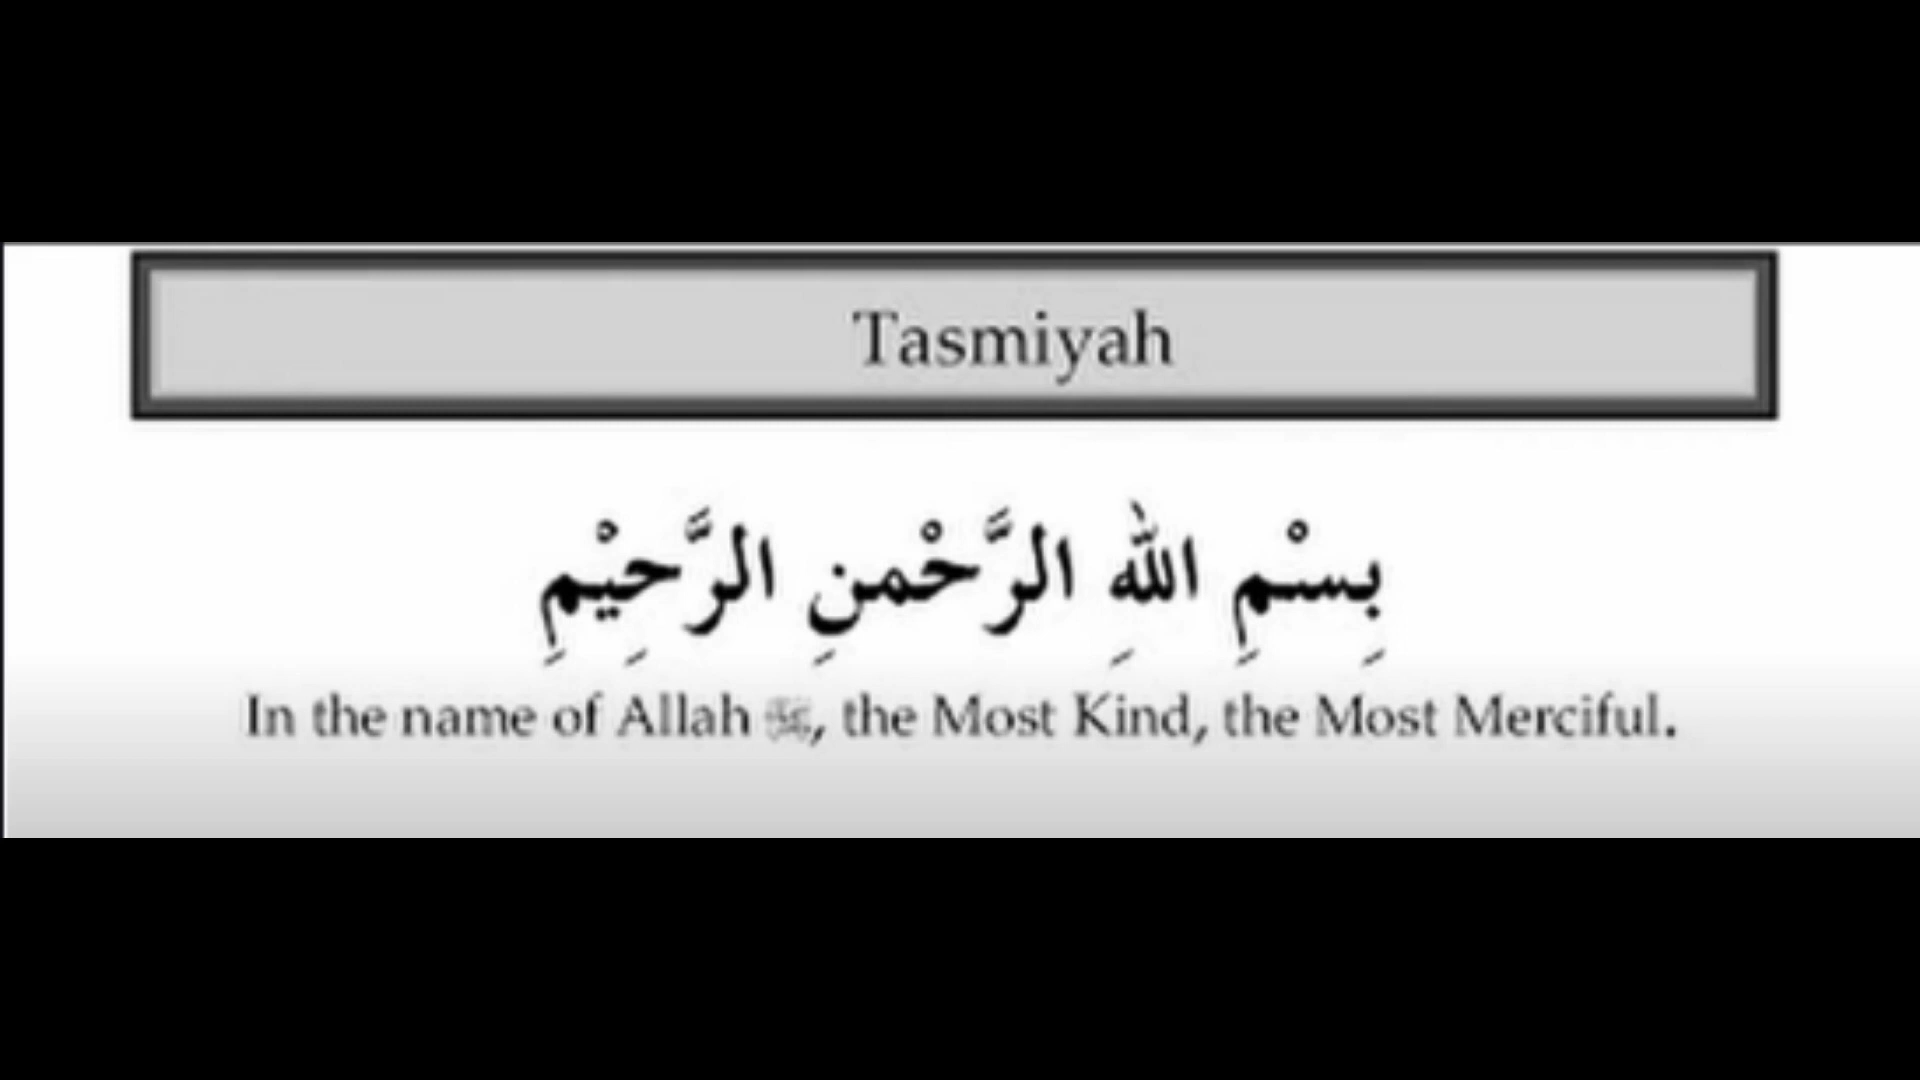 Tasmiyah
بِسْمِ اللهِ الرَّحْمنِ الرَّحِيْمِ
In the name of Allah ﷻ, the Most Kind, the Most Merciful.